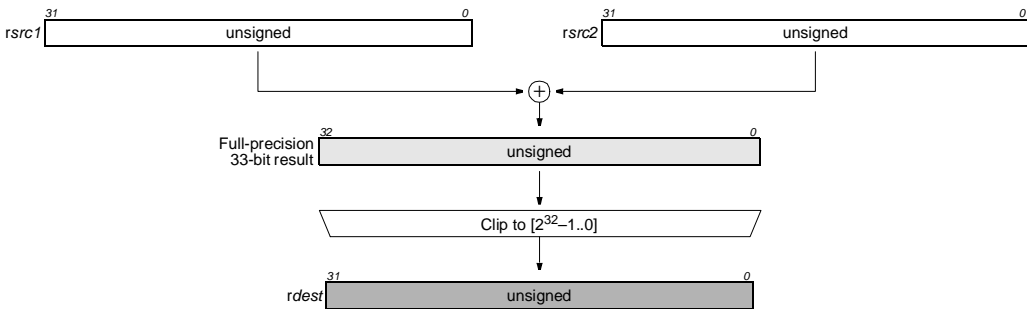 31 0 31 0
rsrc1 unsigned rsrc2 unsigned
+
32 0
Full-precision
33-bit result
unsigned
Clip to [2³²–1..0]
31 0
rdest unsigned